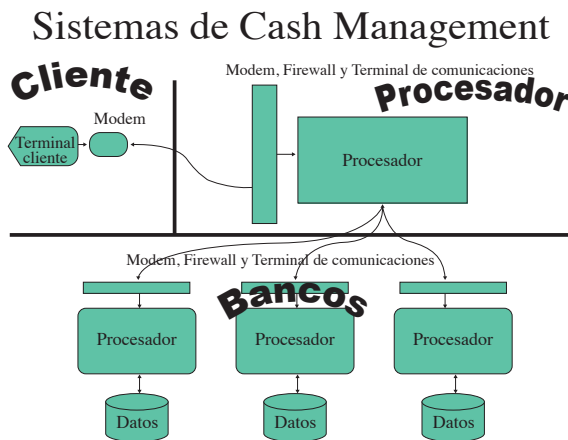 Sistemas de Cash Management
Cliente
Modem, Firewall y Terminal de comunicaciones
Procesador
Modem
Terminal
cliente
Procesador
Modem, Firewall y Terminal de comunicaciones
Bancos
Procesador
Procesador
Procesador
Datos
Datos
Datos